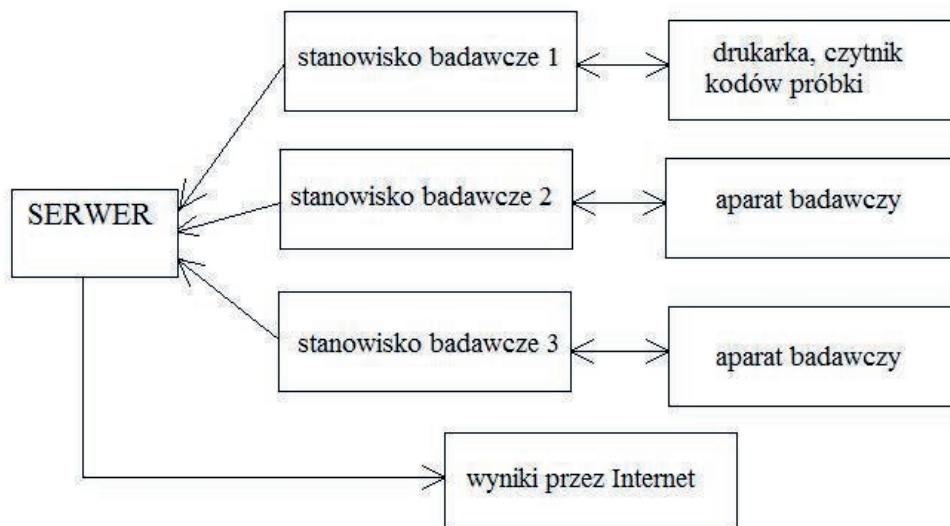 stanowisko badawcze 1
drukarka, czytnik
kodów próbki
SERWER
stanowisko badawcze 2
aparat badawczy
stanowisko badawcze 3
aparat badawczy
wyniki przez Internet